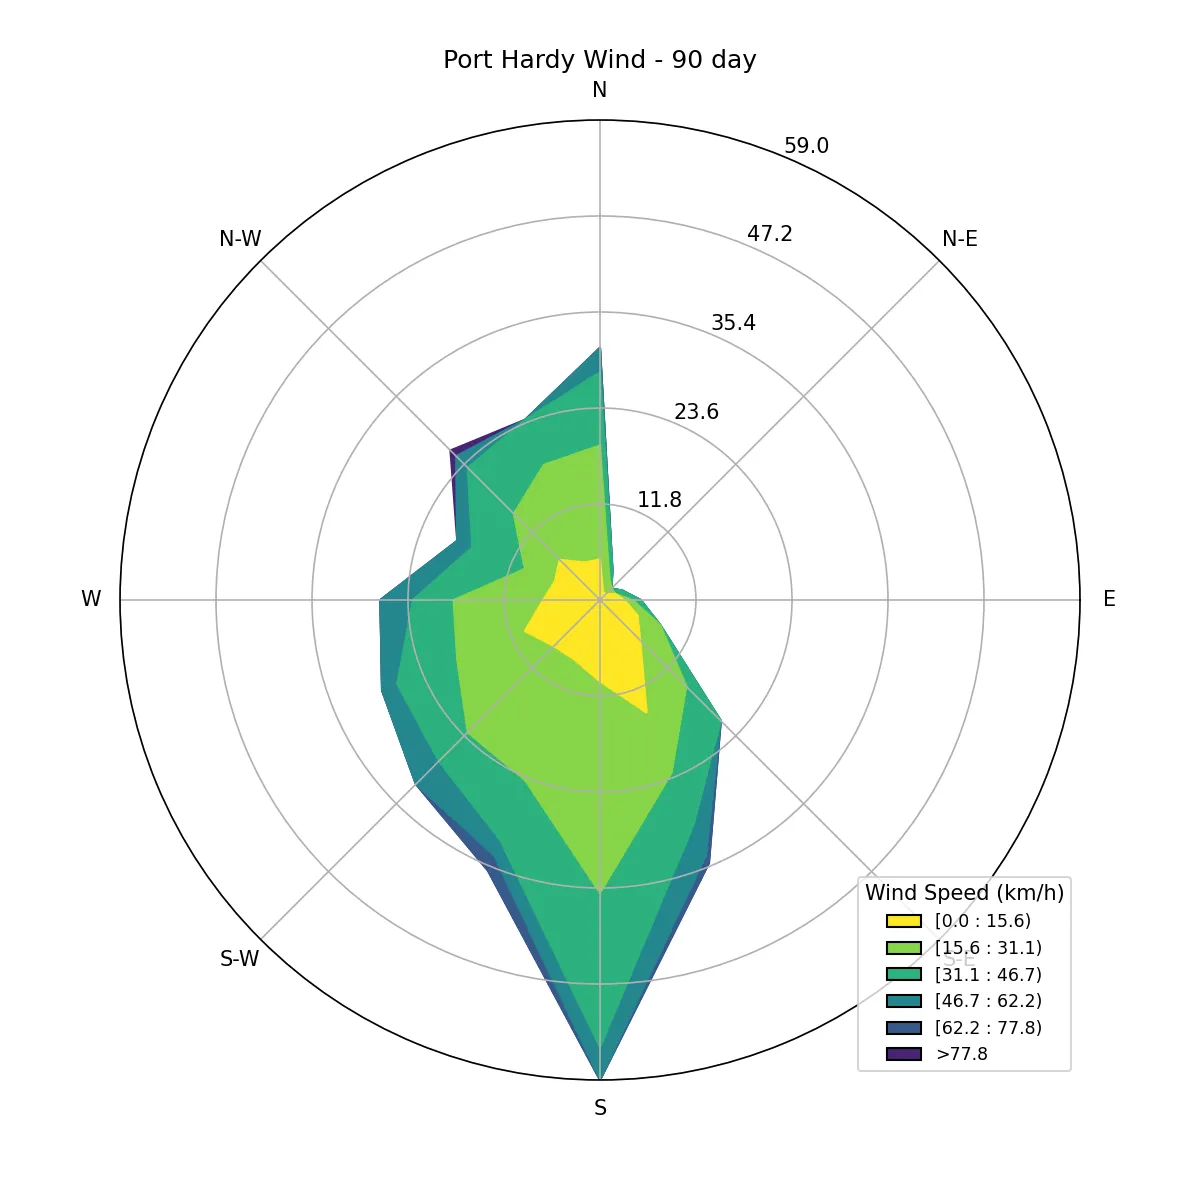 Port Hardy Wind - 90 day
N
59.0
47.2
N-W
N-E
35.4
23.6
11.8
W
E
Wind Speed (km/h)
[0.0 : 15.6)
[15.6 : 31.1)
S-W
S-E
[31.1 : 46.7)
[46.7 : 62.2)
[62.2 : 77.8)
>77.8
S